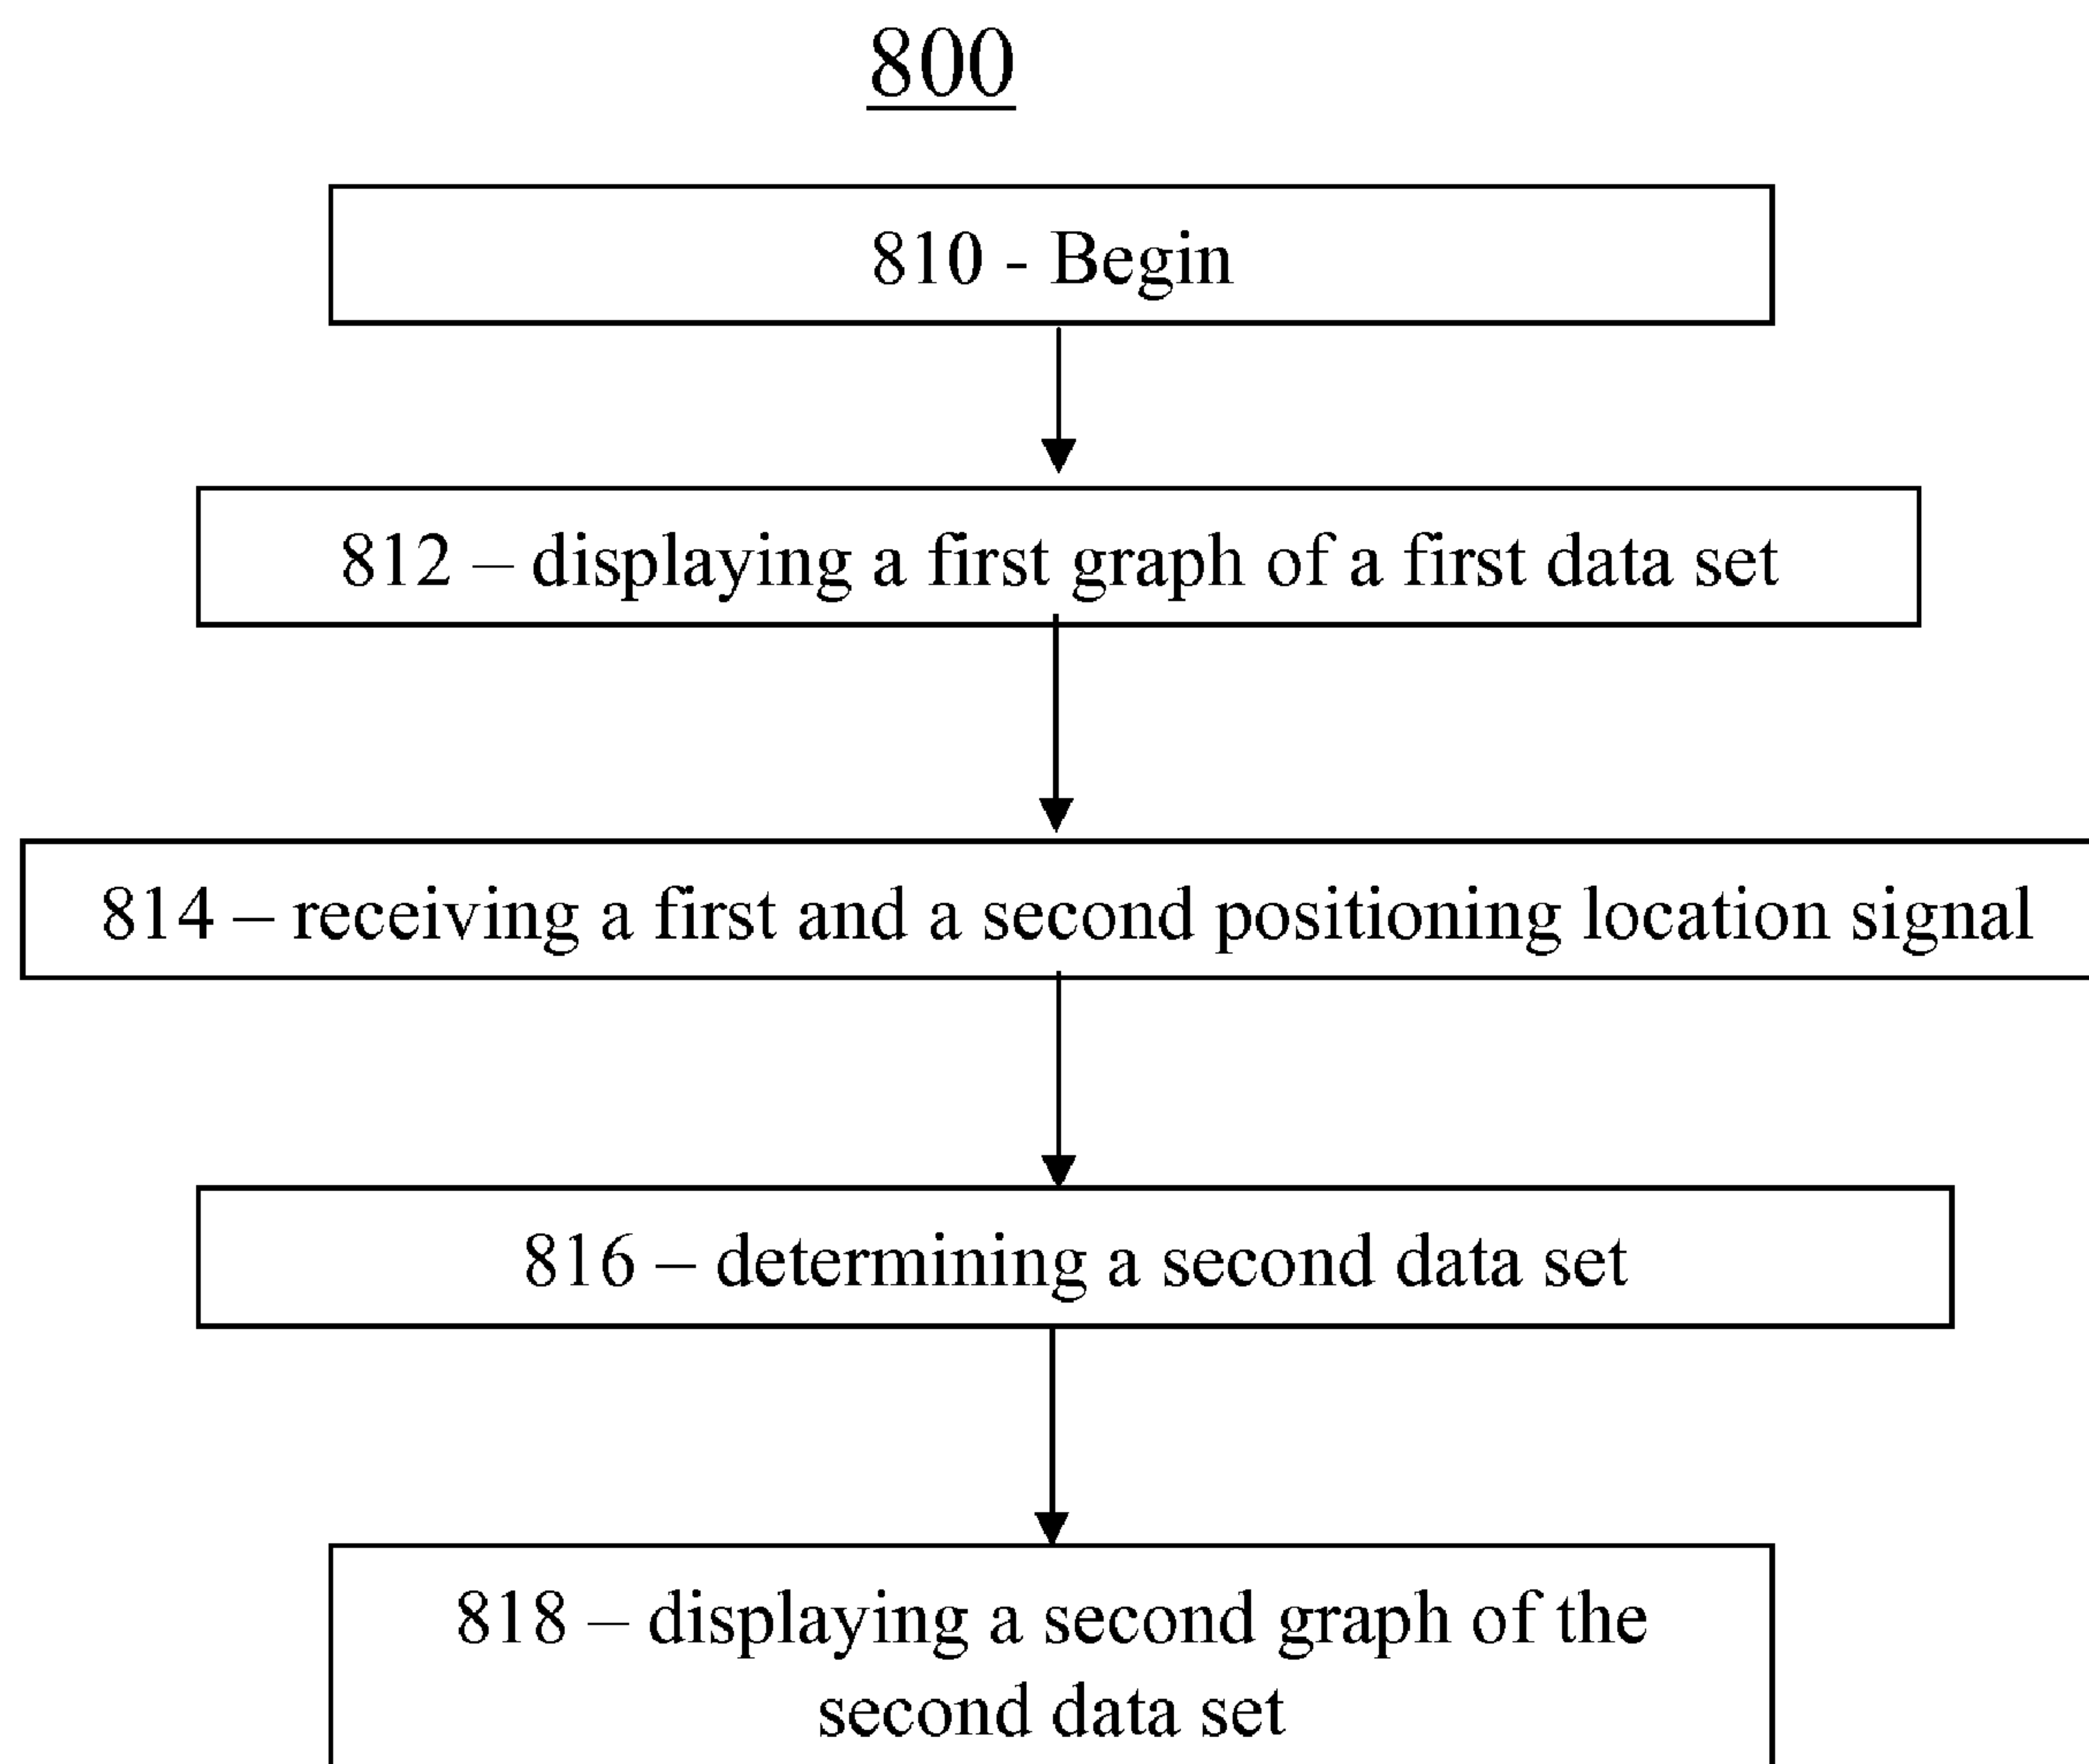 800
810 - Begin
812 – displaying a first graph of a first data set
814 – receiving a first and a second positioning location signal
816 – determining a second data set
818 – displaying a second graph of the
second data set